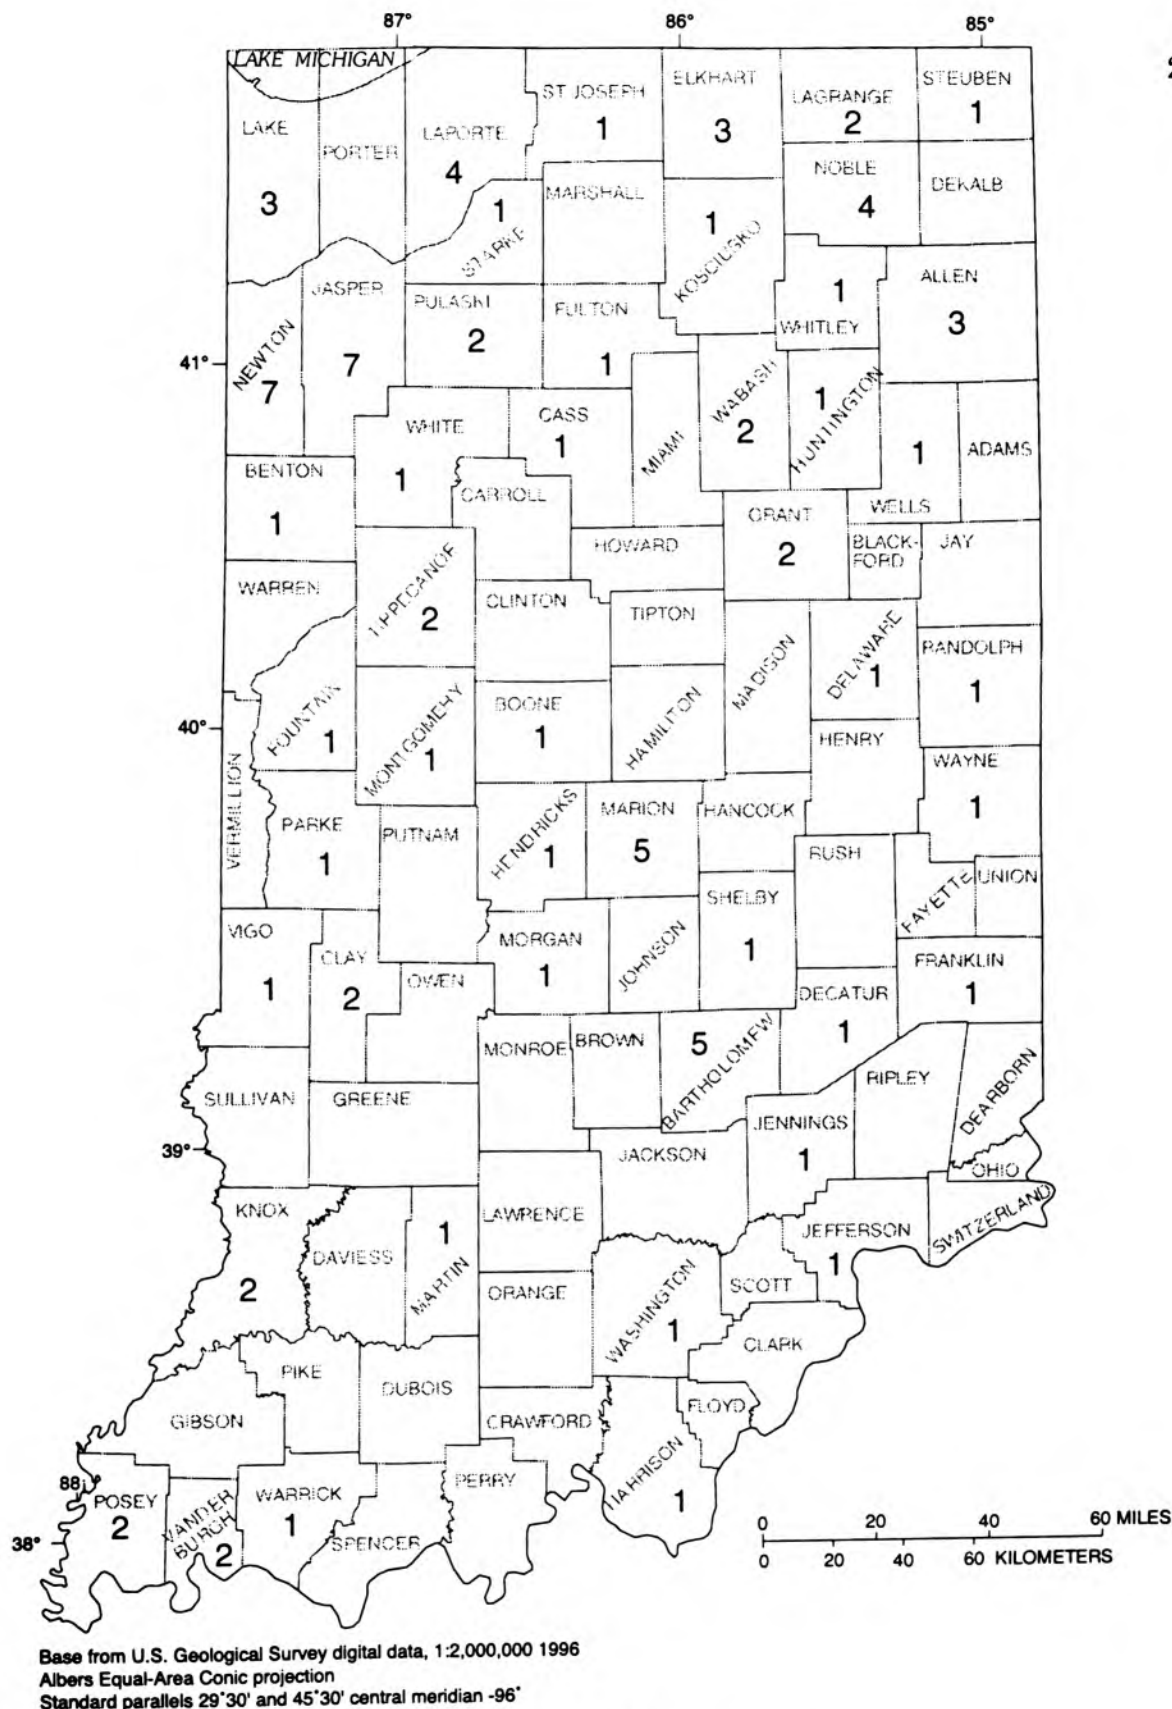 87° 86° 85°
LAKE MICHIGAN
LAKE
3
PORTER
LAPORTE
4
ST JOSEPH
1
ELKHART
3
LAGRANGE
2
STEUBEN
1
1
STARKE
MARSHALL
1
KOSCIUSKO
NOBLE
4
DEKALB
41°
NEWTON
7
JASPER
7
PULASKI
2
FULTON
1
1
WHITLEY
ALLEN
3
WHITE
1
CASS
1
MIAMI
WABASH
2
1
HUNTINGTON
1
WELLS
ADAMS
BENTON
1
CARROLL
HOWARD
GRANT
2
BLACK-
FORD
JAY
WARREN
TIPPECANOE
2
CLINTON
TIPTON
MADISON
DELAWARE
1
RANDOLPH
1
40°
FOUNTAIN
1
MONTGOMERY
1
BOONE
1
HAMILTON
HENRY
WAYNE
1
VERMILLION
PARKE
1
PUTNAM
HENDRICKS
1
MARION
5
HANCOCK
RUSH
FAYETTE
UNION
VIGO
1
CLAY
2
OWEN
MORGAN
1
JOHNSON
SHELBY
1
DECATUR
1
FRANKLIN
1
39°
SULLIVAN
GREENE
MONROE
BROWN
5
BARTHOLOMEW
JENNINGS
1
RIPLEY
DEARBORN
OHIO
KNOX
2
DAVIESS
1
MARTIN
LAWRENCE
JACKSON
JEFFERSON
1
SWITZERLAND
ORANGE
WASHINGTON
1
SCOTT
CLARK
GIBSON
PIKE
DUBOIS
CRAWFORD
HARRISON
1
FLOYD
88°
38°
POSEY
2
VANDER
BURGH
2
WARRICK
1
SPENCER
PERRY
0 20 40 60 MILES
0 20 40 60 KILOMETERS
Base from U.S. Geological Survey digital data, 1:2,000,000 1996
Albers Equal-Area Conic projection
Standard parallels 29°30' and 45°30' central meridian -96°